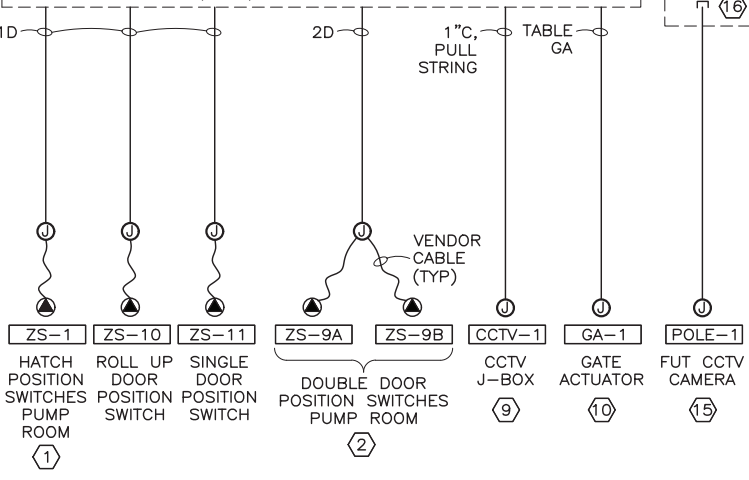 16
1D
2D
1"C,
PULL
STRING
TABLE
GA
J
J
J
J
VENDOR
CABLE
(TYP)
J
J
J
ZS-1
ZS-10
ZS-11
ZS-9A
ZS-9B
CCTV-1
GA-1
POLE-1
HATCH
POSITION
SWITCHES
PUMP
ROOM
1
ROLL UP
DOOR
POSITION
SWITCH
SINGLE
DOOR
POSITION
SWITCH
DOUBLE DOOR
POSITION SWITCHES
PUMP ROOM
2
CCTV
J-BOX
9
GATE
ACTUATOR
10
FUT CCTV
CAMERA
15